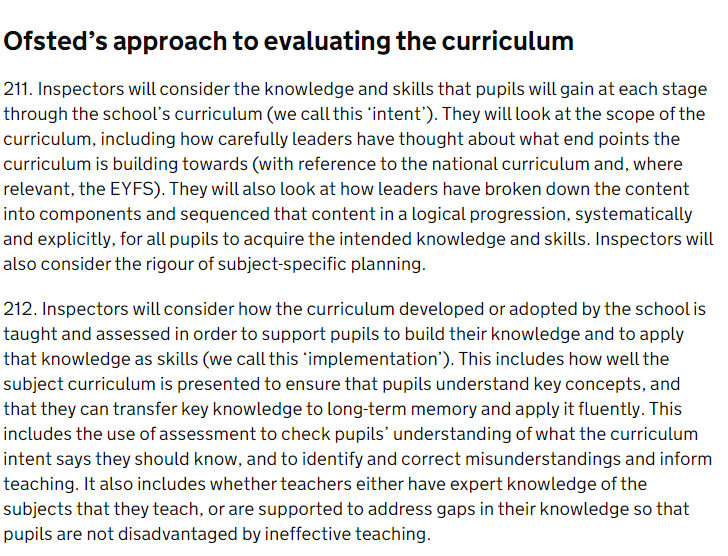 Ofsted’s approach to evaluating the curriculum
211. Inspectors will consider the knowledge and skills that pupils will gain at each stage
through the school’s curriculum (we call this ‘intent’). They will look at the scope of the
curriculum, including how carefully leaders have thought about what end points the
curriculum is building towards (with reference to the national curriculum and, where
relevant, the EYFS). They will also look at how leaders have broken down the content
into components and sequenced that content in a logical progression, systematically
and explicitly, for all pupils to acquire the intended knowledge and skills. Inspectors will
also consider the rigour of subject-specific planning.
212. Inspectors will consider how the curriculum developed or adopted by the school is
taught and assessed in order to support pupils to build their knowledge and to apply
that knowledge as skills (we call this ‘implementation’). This includes how well the
subject curriculum is presented to ensure that pupils understand key concepts, and
that they can transfer key knowledge to long-term memory and apply it fluently. This
includes the use of assessment to check pupils’ understanding of what the curriculum
intent says they should know, and to identify and correct misunderstandings and inform
teaching. It also includes whether teachers either have expert knowledge of the
subjects that they teach, or are supported to address gaps in their knowledge so that
pupils are not disadvantaged by ineffective teaching.